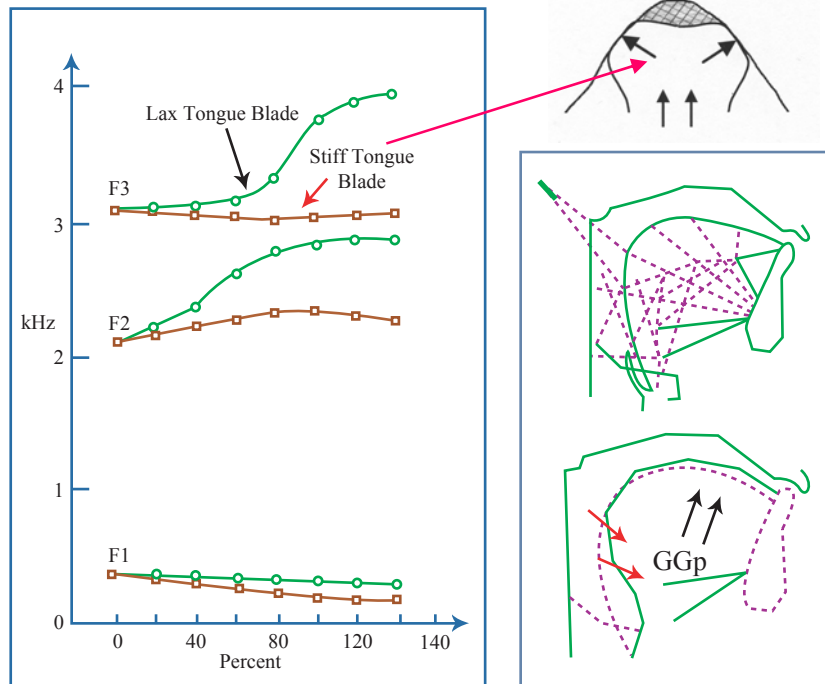 4
Lax Tongue Blade
Stiff Tongue
Blade
F3
3
kHz
F2
2
1
F1
0
0 40 80 120 140
Percent
GGp